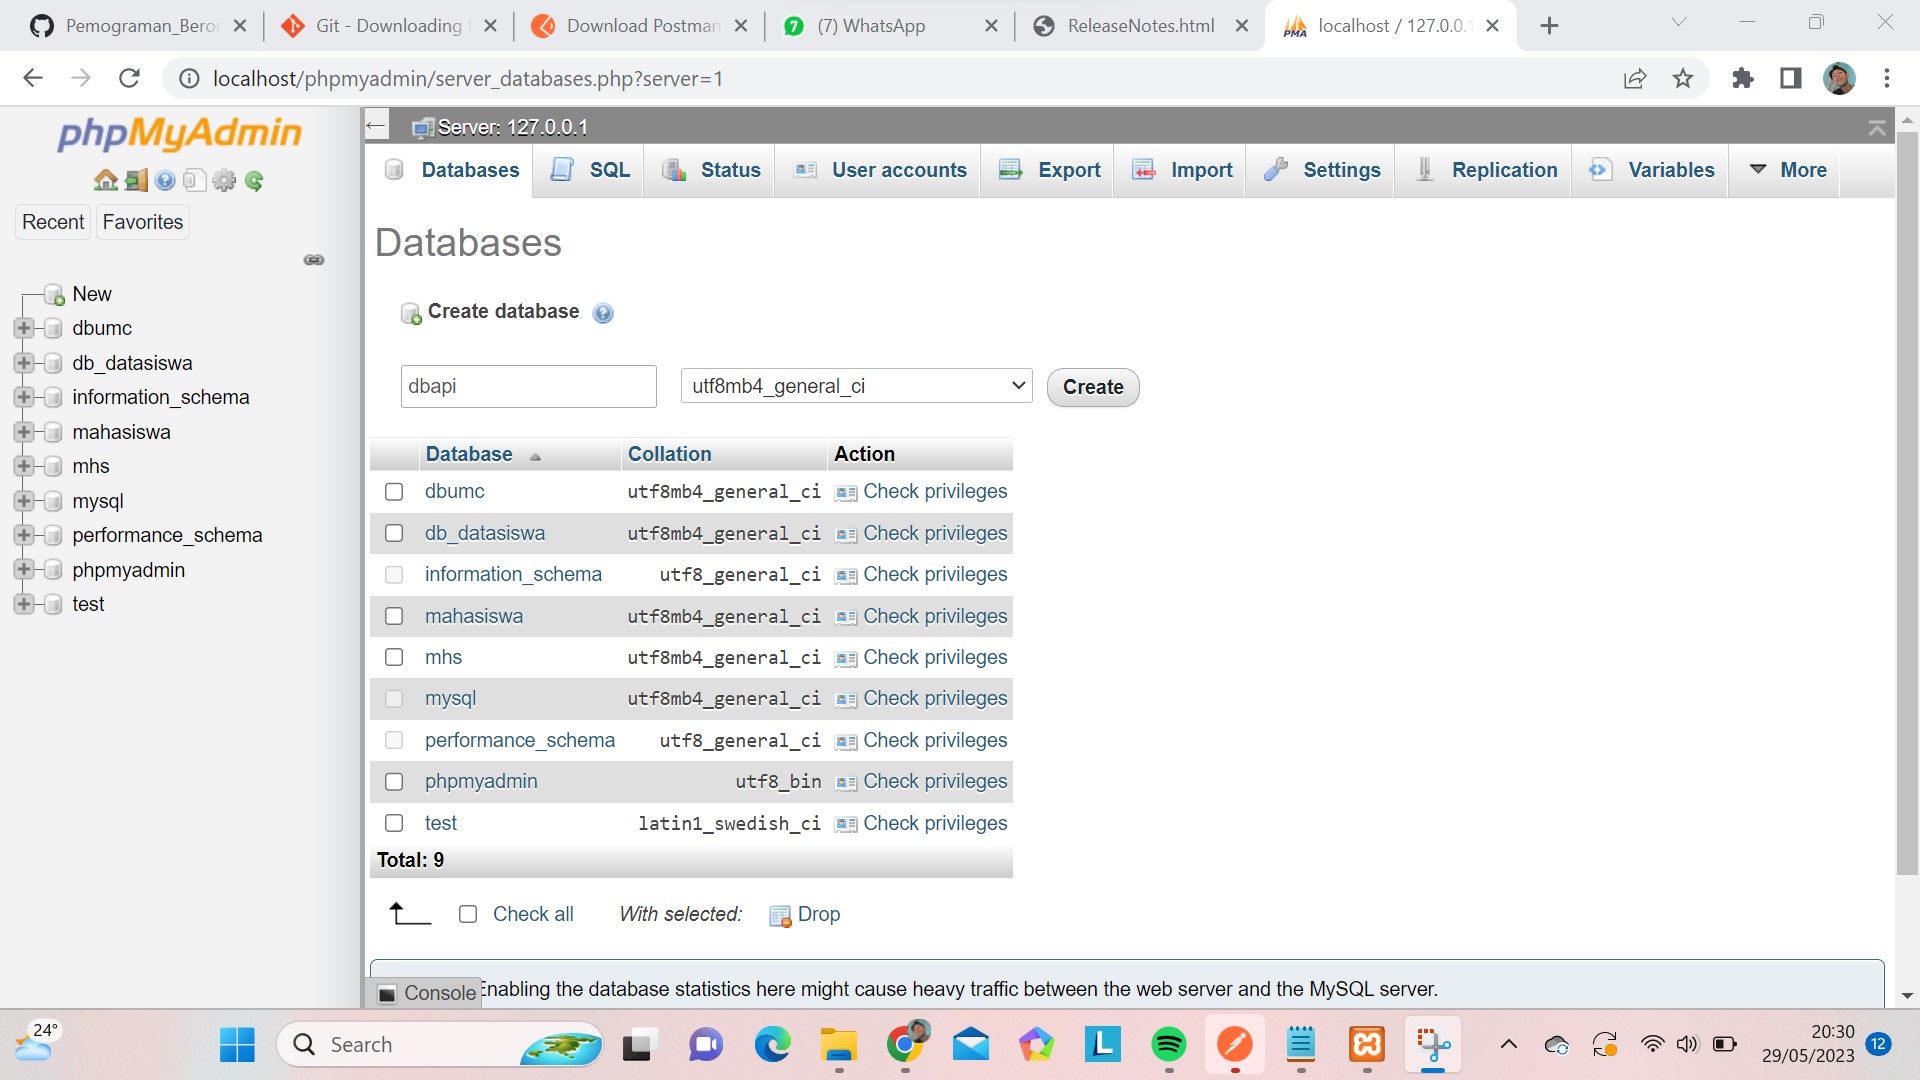 Pemograman_Beror
Git - Downloading
Download Postman
(7) WhatsApp
ReleaseNotes.html
localhost / 127.0.0.1
localhost/phpmyadmin/server_databases.php?server=1
phpMyAdmin
Recent
Favorites
New
dbumc
db_datasiswa
information_schema
mahasiswa
mhs
mysql
performance_schema
phpmyadmin
test
Server: 127.0.0.1
Databases
SQL
Status
User accounts
Export
Import
Settings
Replication
Variables
More
Databases
Create database
dbapi
utf8mb4_general_ci
Create
Database Collation Action
dbumc utf8mb4_general_ci Check privileges
db_datasiswa utf8mb4_general_ci Check privileges
information_schema utf8_general_ci Check privileges
mahasiswa utf8mb4_general_ci Check privileges
mhs utf8mb4_general_ci Check privileges
mysql utf8mb4_general_ci Check privileges
performance_schema utf8_general_ci Check privileges
phpmyadmin utf8_bin Check privileges
test latin1_swedish_ci Check privileges
Total: 9
Check all With selected: Drop
Console
Enabling the database statistics here might cause heavy traffic between the web server and the MySQL server.
24°
Search
20:30
29/05/2023
12